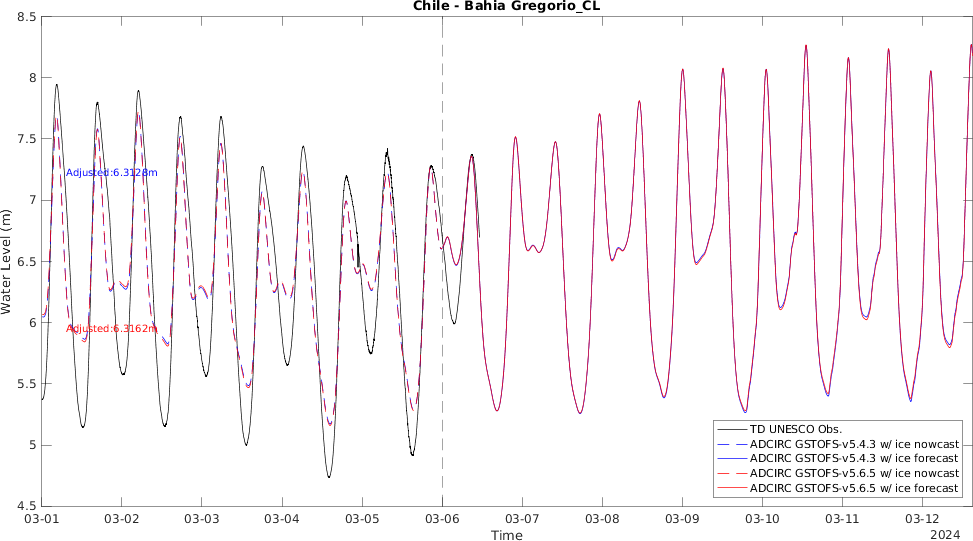 Chile - Bahia Gregorio_CL
8.5
8
7.5
7
6.5
6
5.5
5
4.5
Water Level (m)
Adjusted:6.3128m
Adjusted:6.3162m
TD UNESCO Obs.
ADCIRC GSTOFS-v5.4.3 w/ ice nowcast
ADCIRC GSTOFS-v5.4.3 w/ ice forecast
ADCIRC GSTOFS-v5.6.5 w/ ice nowcast
ADCIRC GSTOFS-v5.6.5 w/ ice forecast
03-01 03-02 03-03 03-04 03-05 03-06 03-07 03-08 03-09 03-10 03-11 03-12
2024
Time